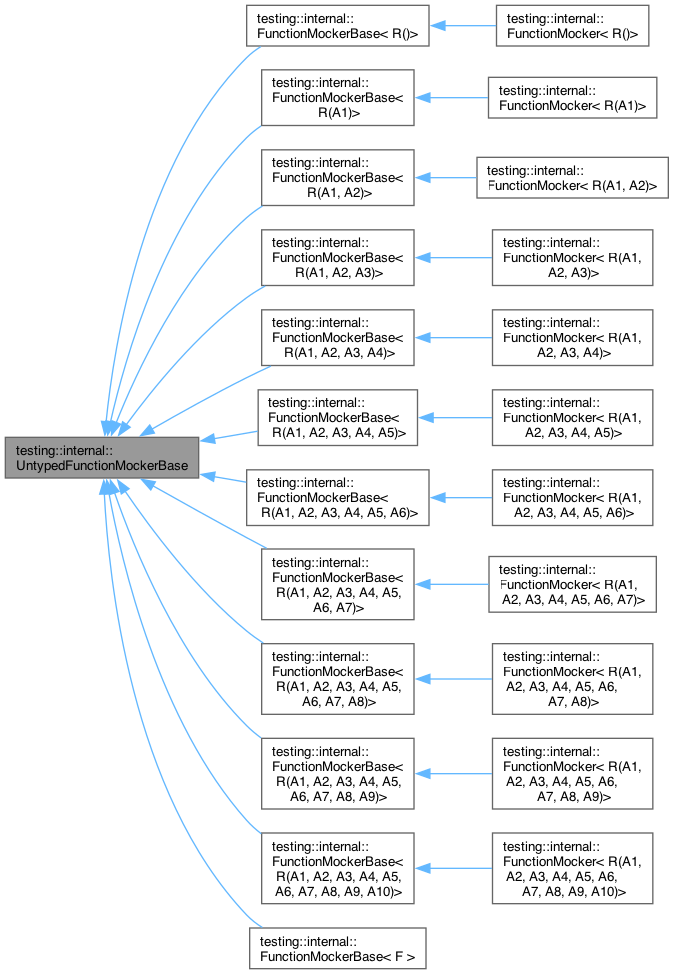 testing::internal::
FunctionMockerBase< R()>
testing::internal::
FunctionMocker< R()>
testing::internal::
FunctionMockerBase<
R(A1)>
testing::internal::
FunctionMocker< R(A1)>
testing::internal::
FunctionMockerBase<
R(A1, A2)>
testing::internal::
FunctionMocker< R(A1, A2)>
testing::internal::
FunctionMockerBase<
R(A1, A2, A3)>
testing::internal::
FunctionMocker< R(A1,
A2, A3)>
testing::internal::
FunctionMockerBase<
R(A1, A2, A3, A4)>
testing::internal::
FunctionMocker< R(A1,
A2, A3, A4)>
testing::internal::
FunctionMockerBase<
R(A1, A2, A3, A4, A5)>
testing::internal::
FunctionMocker< R(A1,
A2, A3, A4, A5)>
testing::internal::
UntypedFunctionMockerBase
testing::internal::
FunctionMockerBase<
R(A1, A2, A3, A4, A5, A6)>
testing::internal::
FunctionMocker< R(A1,
A2, A3, A4, A5, A6)>
testing::internal::
FunctionMockerBase<
R(A1, A2, A3, A4, A5,
A6, A7)>
testing::internal::
FunctionMocker< R(A1,
A2, A3, A4, A5, A6, A7)>
testing::internal::
FunctionMockerBase<
R(A1, A2, A3, A4, A5,
A6, A7, A8)>
testing::internal::
FunctionMocker< R(A1,
A2, A3, A4, A5, A6,
A7, A8)>
testing::internal::
FunctionMockerBase<
R(A1, A2, A3, A4, A5,
A6, A7, A8, A9)>
testing::internal::
FunctionMocker< R(A1,
A2, A3, A4, A5, A6,
A7, A8, A9)>
testing::internal::
FunctionMockerBase<
R(A1, A2, A3, A4, A5,
A6, A7, A8, A9, A10)>
testing::internal::
FunctionMocker< R(A1,
A2, A3, A4, A5, A6,
A7, A8, A9, A10)>
testing::internal::
FunctionMockerBase< F >